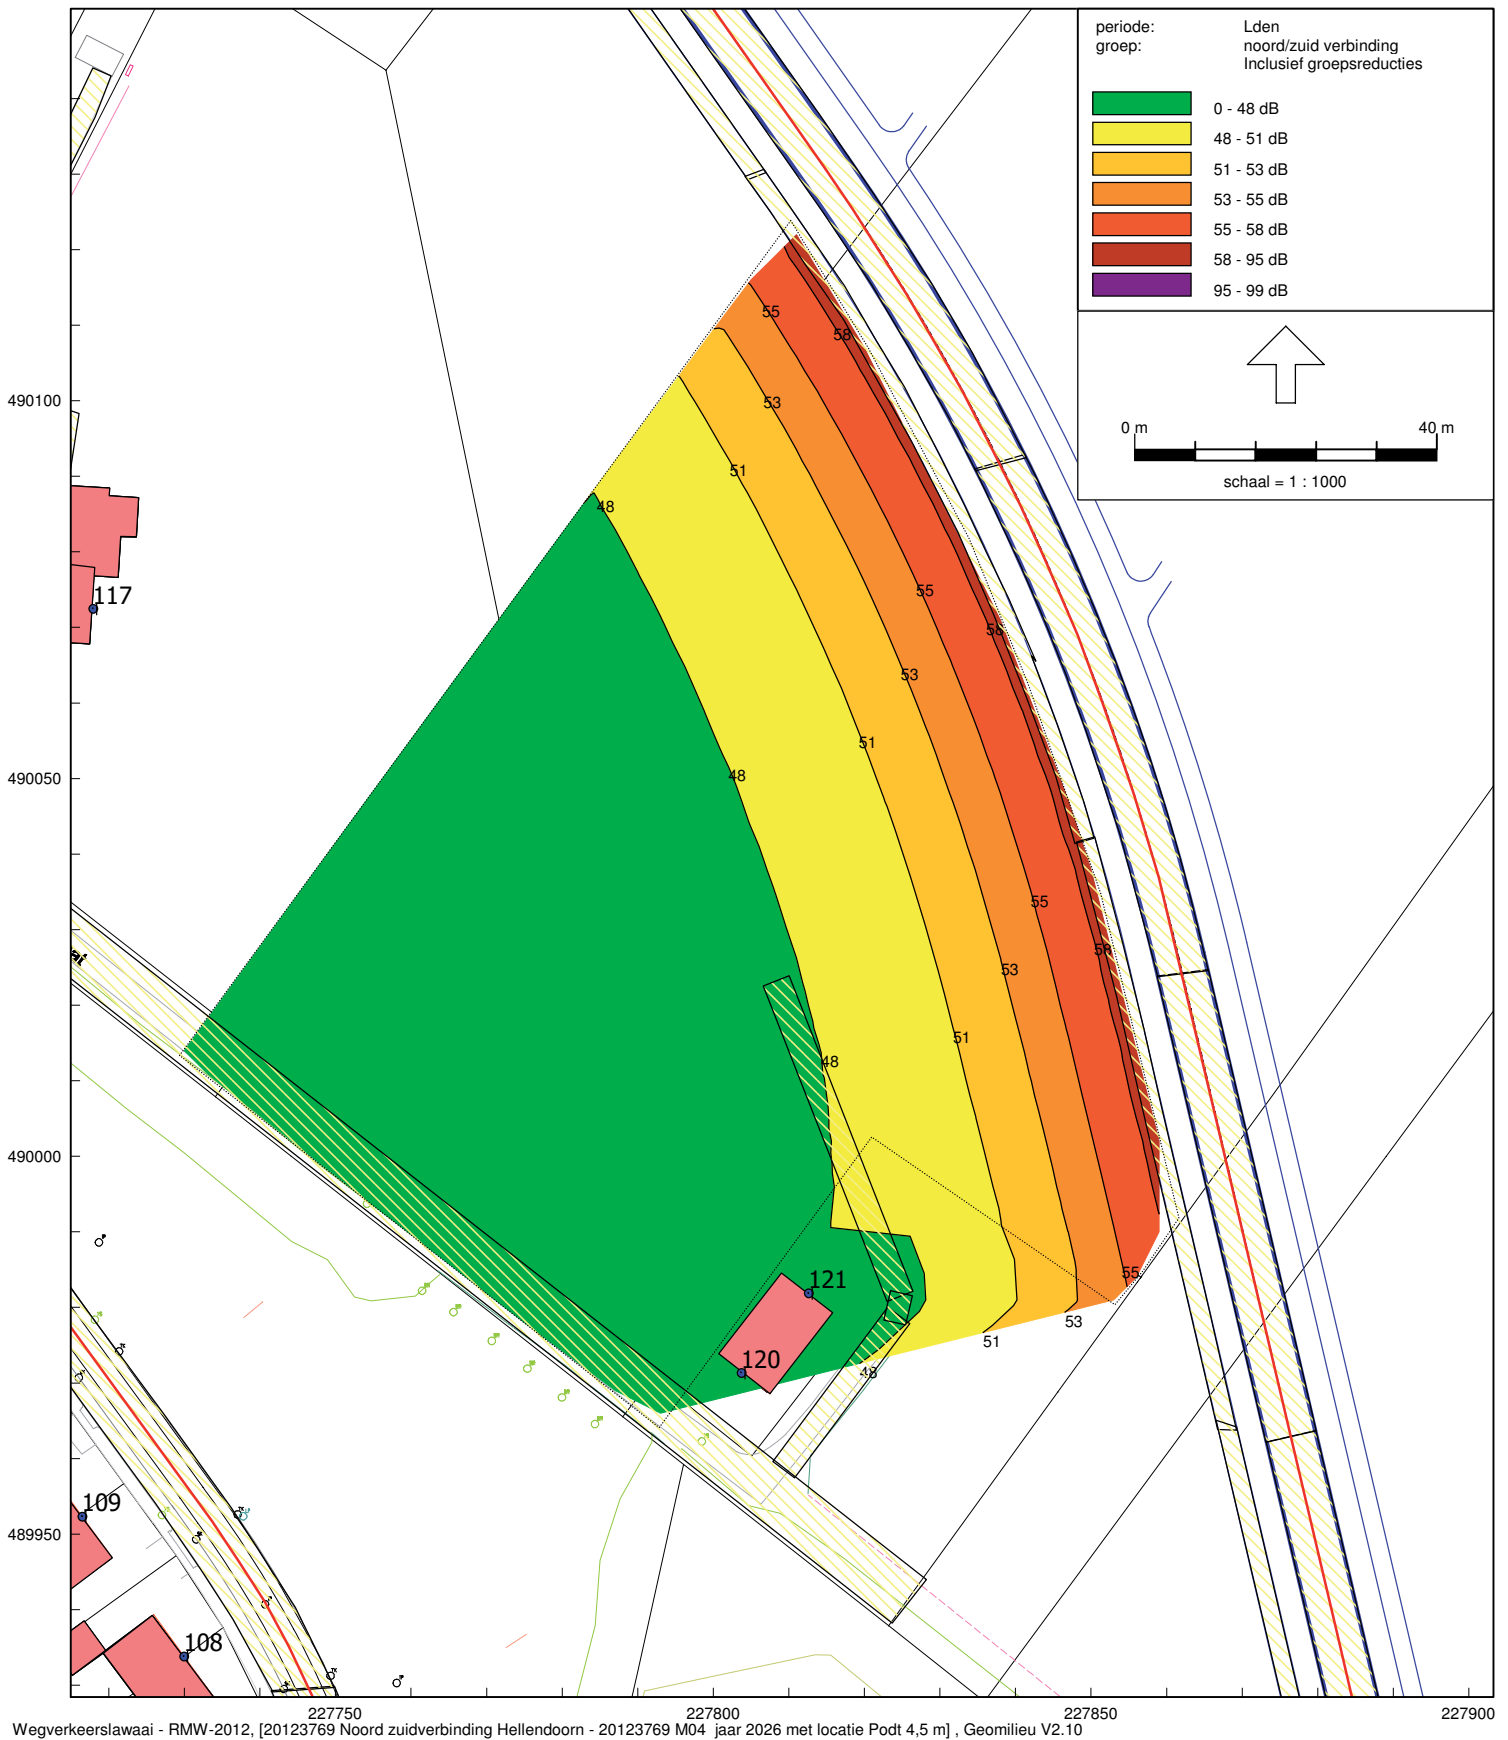 periode: Lden
groep: noord/zuid verbinding
Inclusief groepsreducties
0 - 48 dB
48 - 51 dB
51 - 53 dB
53 - 55 dB
55 - 58 dB
58 - 95 dB
95 - 99 dB
0 m 40 m
schaal = 1 : 1000
55
58
53
51
48
490100
117
55
58
53
51
48
490050
55
58
53
51
48
490000
121
55
53
51
120
48
109
489950
108
227750 227800 227850 227900
Wegverkeerslawaai - RMW-2012, [20123769 Noord zuidverbinding Hellendoorn - 20123769 M04 jaar 2026 met locatie Podt 4,5 m] , Geomilieu V2.10